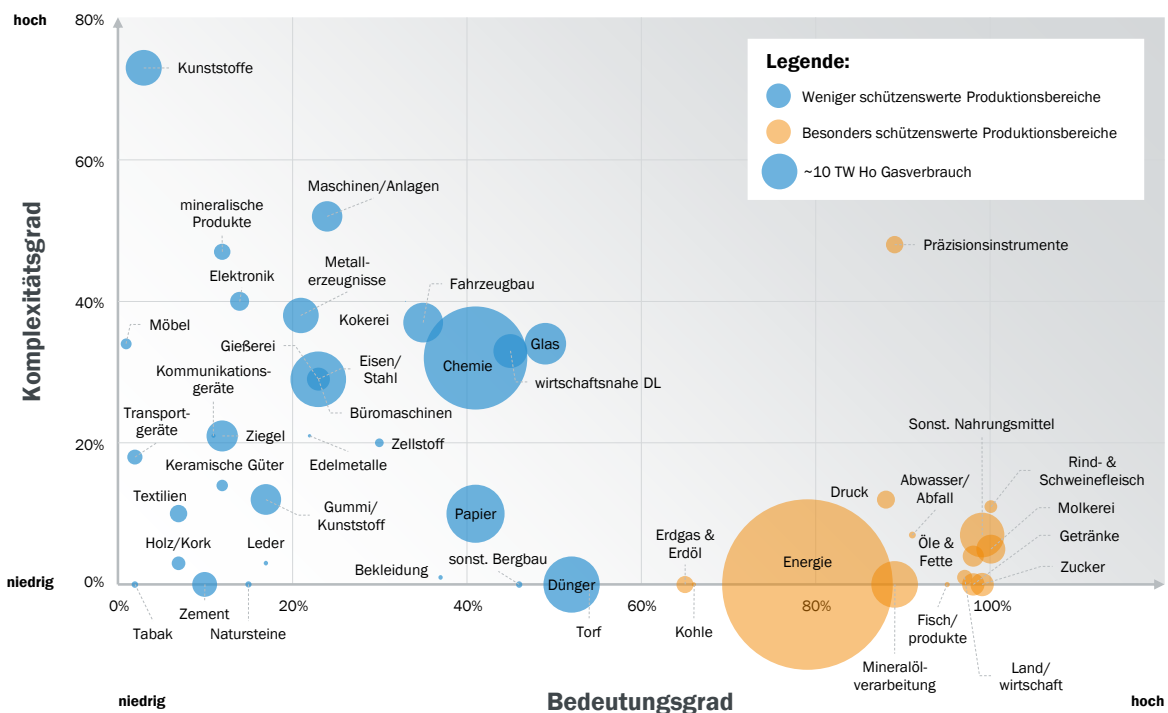 hoch
80%
Kunststoffe
Legende:
Weniger schützenswerte Produktionsbereiche
Besonders schützenswerte Produktionsbereiche
~10 TW Ho Gasverbrauch
60%
Maschinen/Anlagen
mineralische
Produkte
Präzisionsinstrumente
Metall-
erzeugnisse
Elektronik
Fahrzeugbau
40%
Kokerei
Möbel
Gießerei
Glas
Eisen/
Stahl
Chemie
Kommunikations-
geräte
wirtschaftsnahe DL
Büromaschinen
Transport-
geräte
Ziegel
Zellstoff
Sonst. Nahrungsmittel
20%
Keramische Güter
Edelmetalle
Rind- &
Schweinefleisch
Abwasser/
Abfall
Druck
Textilien
Gummi/
Kunststoff
Papier
Molkerei
Erdgas &
Erdöl
Getränke
Holz/Kork
Leder
Öle &
Fette
sonst. Bergbau
Energie
Zucker
Bekleidung
niedrig
0%
Dünger
0%
20%
40%
60%
80%
100%
Zement
Tabak
Natursteine
Torf
Kohle
Fisch/
produkte
Mineralöl-
verarbeitung
Land/
wirtschaft
Komplexitätsgrad
niedrig
Bedeutungsgrad
hoch